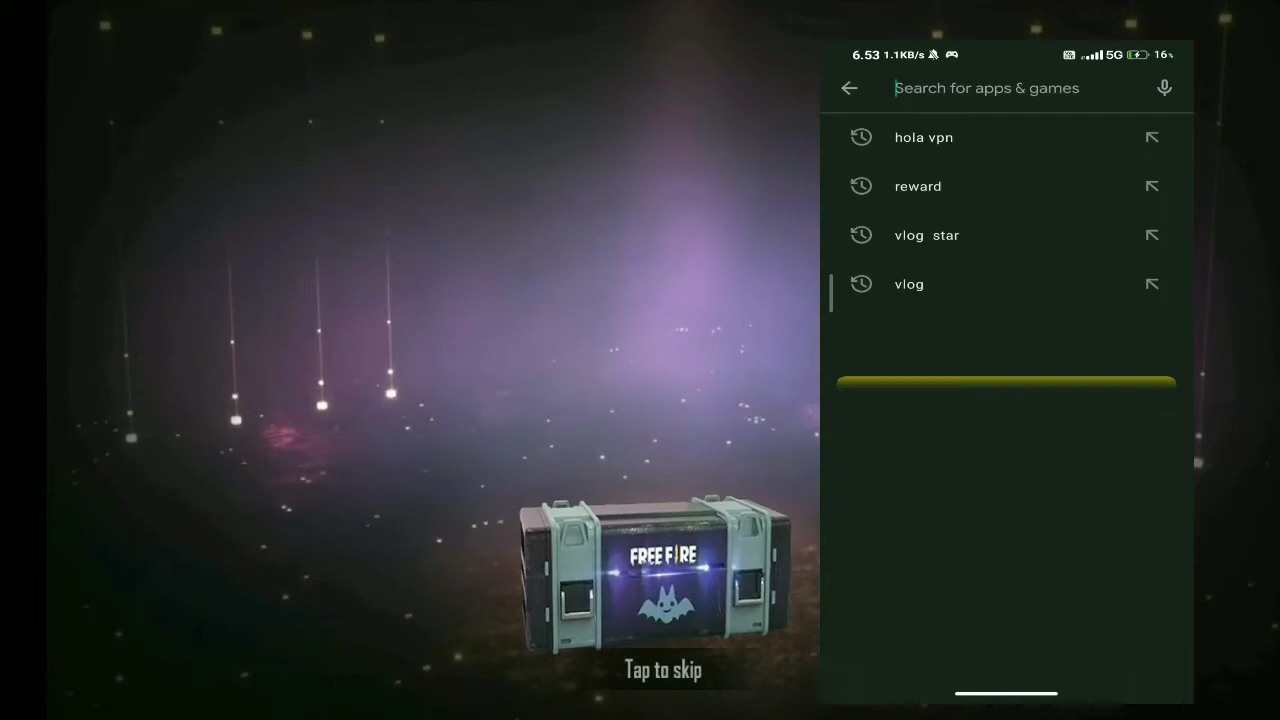 6.53 1.1KB/s 5G 16%
Search for apps & games
hola vpn
reward
vlog star
vlog
FREE FIRE
Tap to skip